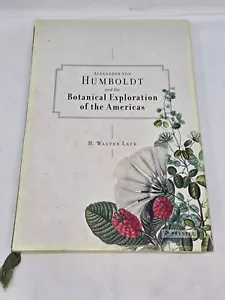 ALEXANDER VON
HUMBOLDT
and the
Botanical Exploration
of the Americas
H. WALTER LACK
PRESTEL